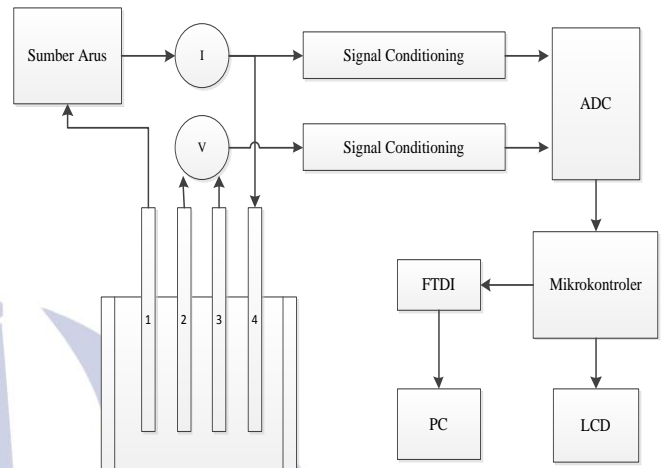 Sumber Arus
I
Signal Conditioning
ADC
V
Signal Conditioning
1
2
3
4
FTDI
Mikrokontroler
PC
LCD